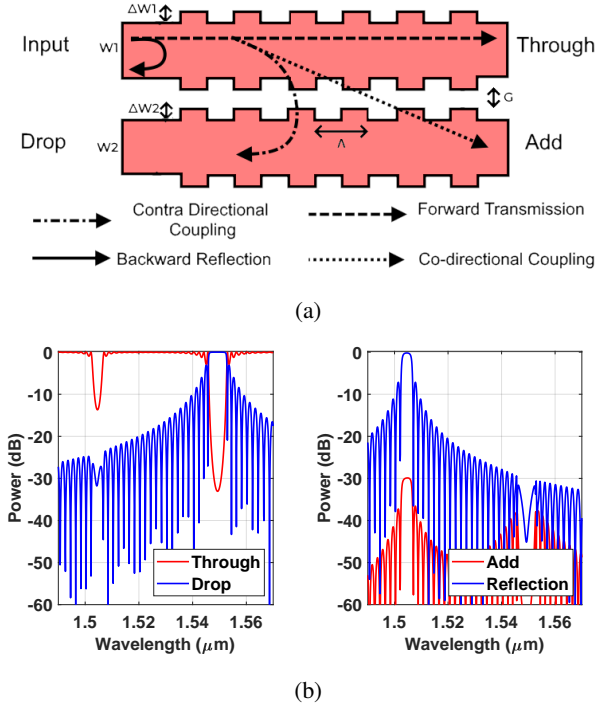 ΔW1
Input
W1
Through
G
ΔW2
Drop
W2
Λ
Add
Contra Directional
Coupling
Forward Transmission
Backward Reflection
Co-directional Coupling
(a)
0
-10
-20
-30
-40
-50
-60
Power (dB)
Through
Drop
1.5 1.52 1.54 1.56
Wavelength (μm)
0
-10
-20
-30
-40
-50
-60
Power (dB)
Add
Reflection
1.5 1.52 1.54 1.56
Wavelength (μm)
(b)